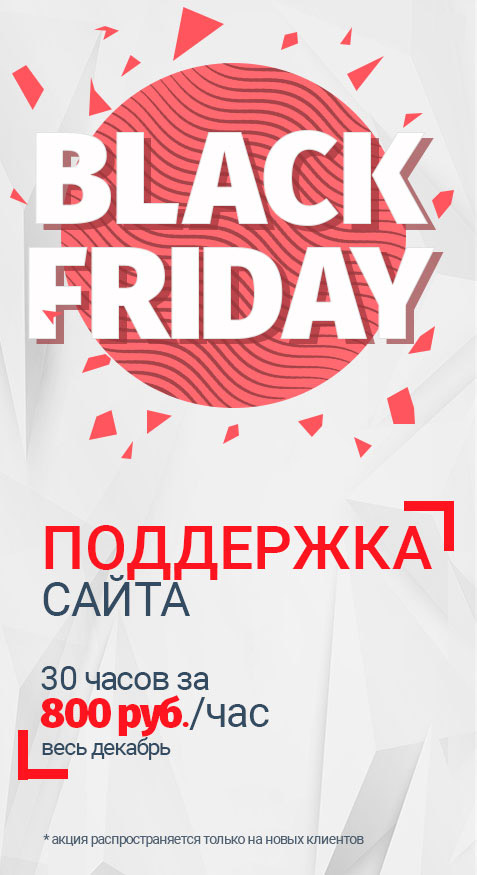 BLACK
FRIDAY
ПОДДЕРЖКА
САЙТА
30 часов за
800 руб./час
весь декабрь
* акция распространяется только на новых клиентов